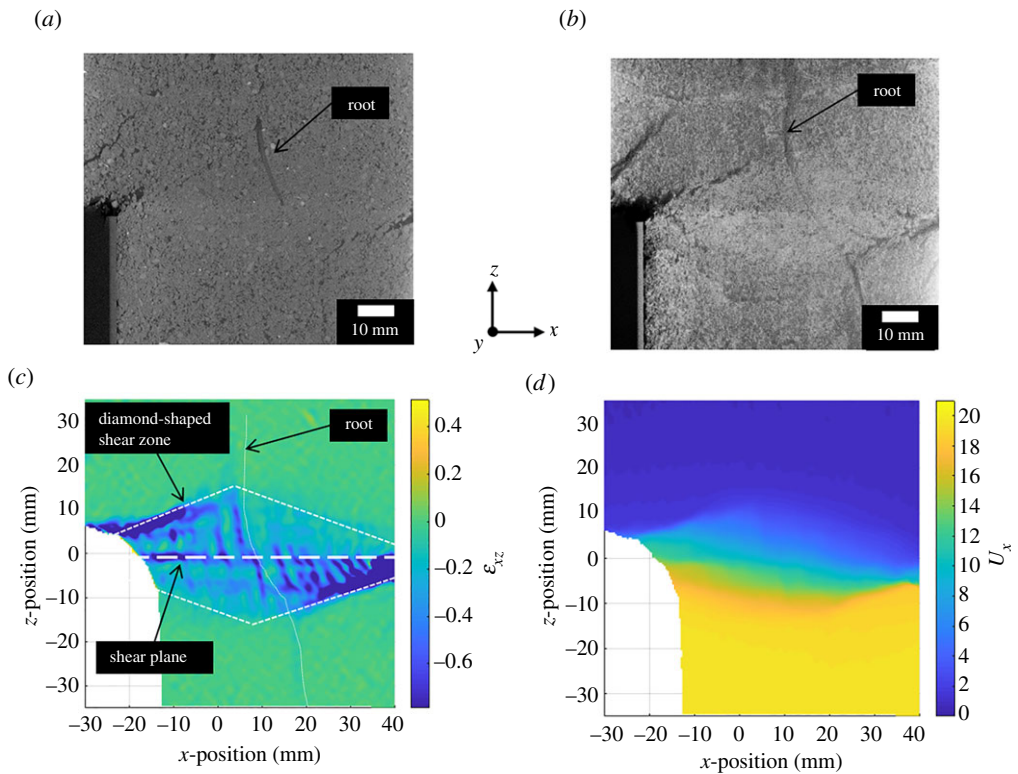 (a)
root
10 mm
(b)
root
10 mm
z
y
x
(c)
diamond-shaped
shear zone
root
shear plane
30
20
10
0
–10
–20
–30
z-position (mm)
–30 –20 –10 0 10 20 30 40
x-position (mm)
0.4
0.2
0
–0.2
–0.4
–0.6
εxz
(d)
30
20
10
0
–10
–20
–30
z-position (mm)
–30 –20 –10 0 10 20 30 40
x-position (mm)
20
18
16
14
12
10
8
6
4
2
0
Ux